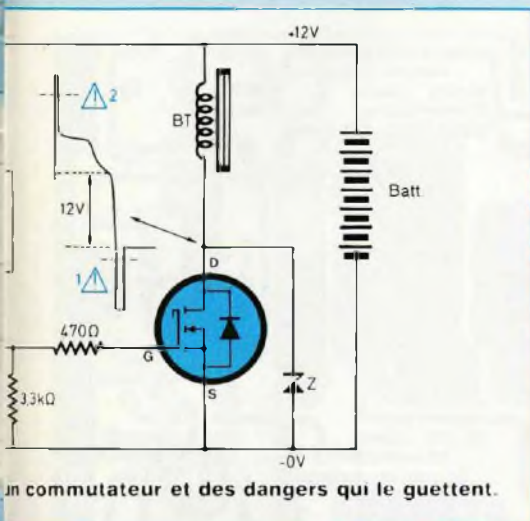 +12V
2
BT
12V
Batt
1
D
470Ω
G
S
Z
3,3kΩ
-0V
un commutateur et des dangers qui le guettent.